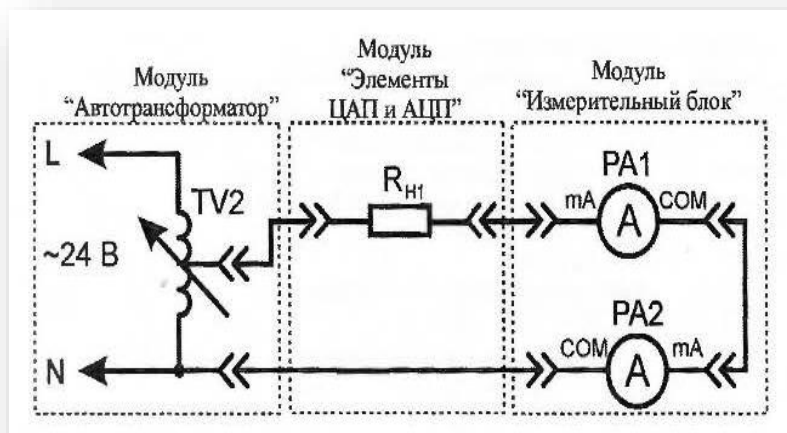 Модуль
“Автотрансформатор”
Модуль
“Элементы
ЦАП и АЦП”
Модуль
“Измерительный блок”
L
TV2
~24 В
N
RН1
PA1
mA
A
COM
PA2
COM
A
mA